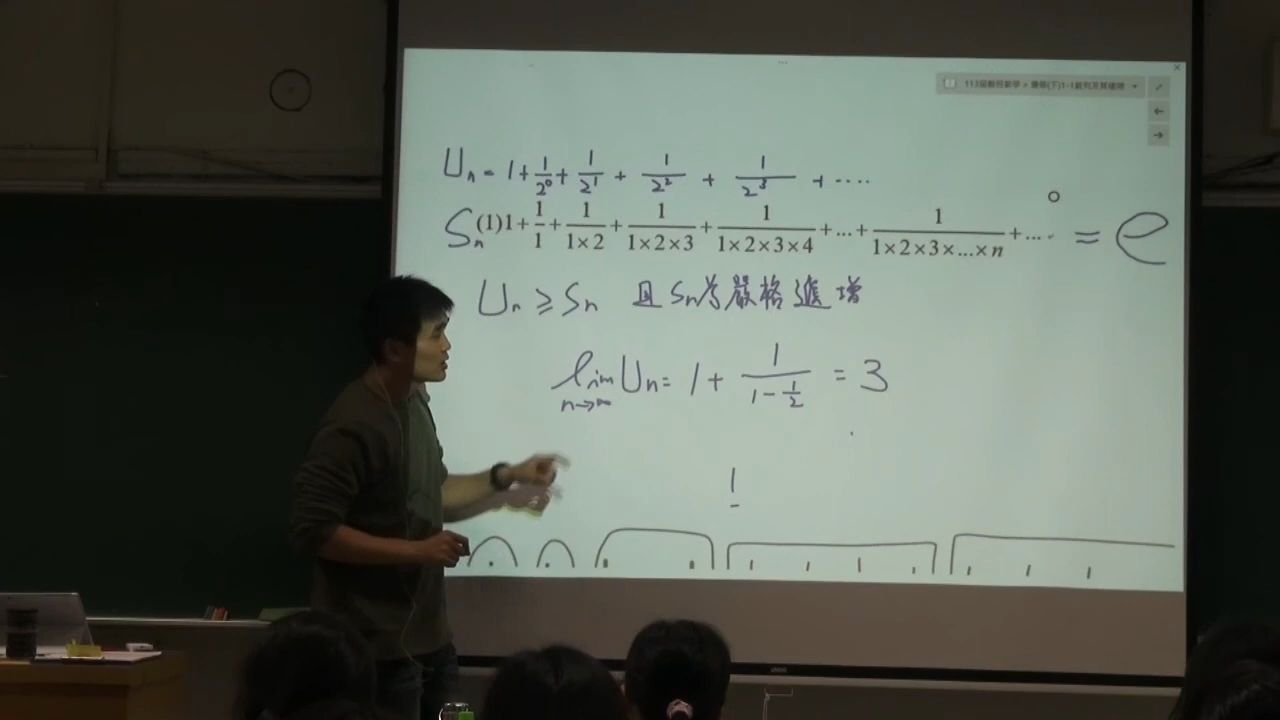 Uₙ = 1 + 1/2⁰ + 1/2¹ + 1/2² + 1/2³ + ....
Sₙ (1) 1 + 1/1 + 1/(1×2) + 1/(1×2×3) + 1/(1×2×3×4) + ... + 1/(1×2×3×...×n) + ... = e
Uₙ ≥ Sₙ 且 Sₙ為嚴格遞增
lim n→∞ Uₙ = 1 + 1/(1 - 1/2) = 3